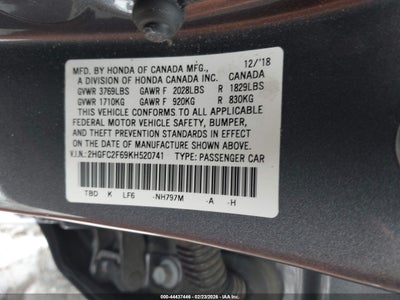 MFD. BY HONDA OF CANADA MFG., 12/'18
A DIVISION OF HONDA CANADA INC. CANADA
GVWR 3769LBS GAWR F 2028LBS R 1829LBS
GVWR 1710KG GAWR F 920KG R 830KG
THIS VEHICLE CONFORMS TO ALL APPLICABLE
FEDERAL MOTOR VEHICLE SAFETY, BUMPER, AND
THEFT PREVENTION STANDARDS IN EFFECT ON THE
DATE OF MANUFACTURE SHOWN ABOVE.
V.I.N.: 2HGFC2F69KH520741 TYPE: PASSENGER CAR
TBD K LF6 -NH797M -A -H
00-44437446 - 02/23/2026 - IAAHOLDINGS